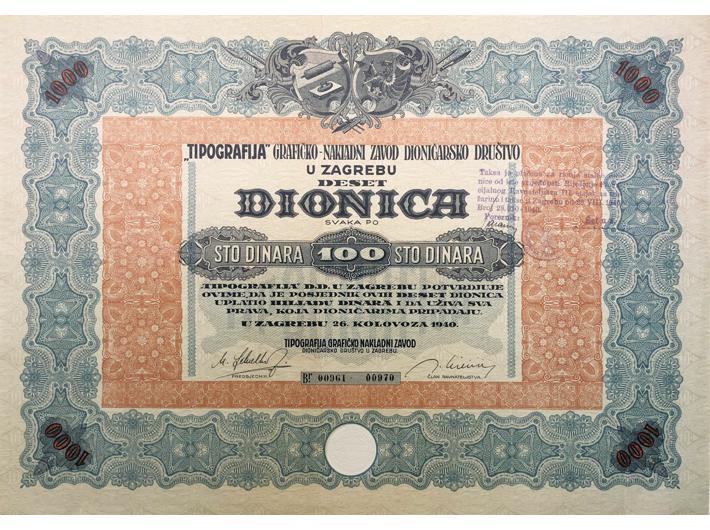 1000
1000
„TIPOGRAFIJA" GRAFIČKO-NAKLADNI ZAVOD DIONIČARSKO DRUŠTVO
U ZAGREBU
DESET
DIONICA
SVAKA PO
STO DINARA 100 STO DINARA
TIPOGRAFIJA D.D. U ZAGREBU POTVRDJUJE
OVIME, DA JE POSJEDNIK OVIH DESET DIONICA
UPLATIO HILJADU DINARA I DA UŽIVA SVA
PRAVA, KOJA DIONIČARIMA PRIPADAJU.
U ZAGREBU 26. KOLOVOZA 1940.
TIPOGRAFIJA GRAFIČKO NAKLADNI ZAVOD
DIONIČARSKO DRUŠTVO U ZAGREBU.
PREDSJEDNIK
ČLAN RAVNATELJSTVA.
Br 00961 - 00970
1000
1000